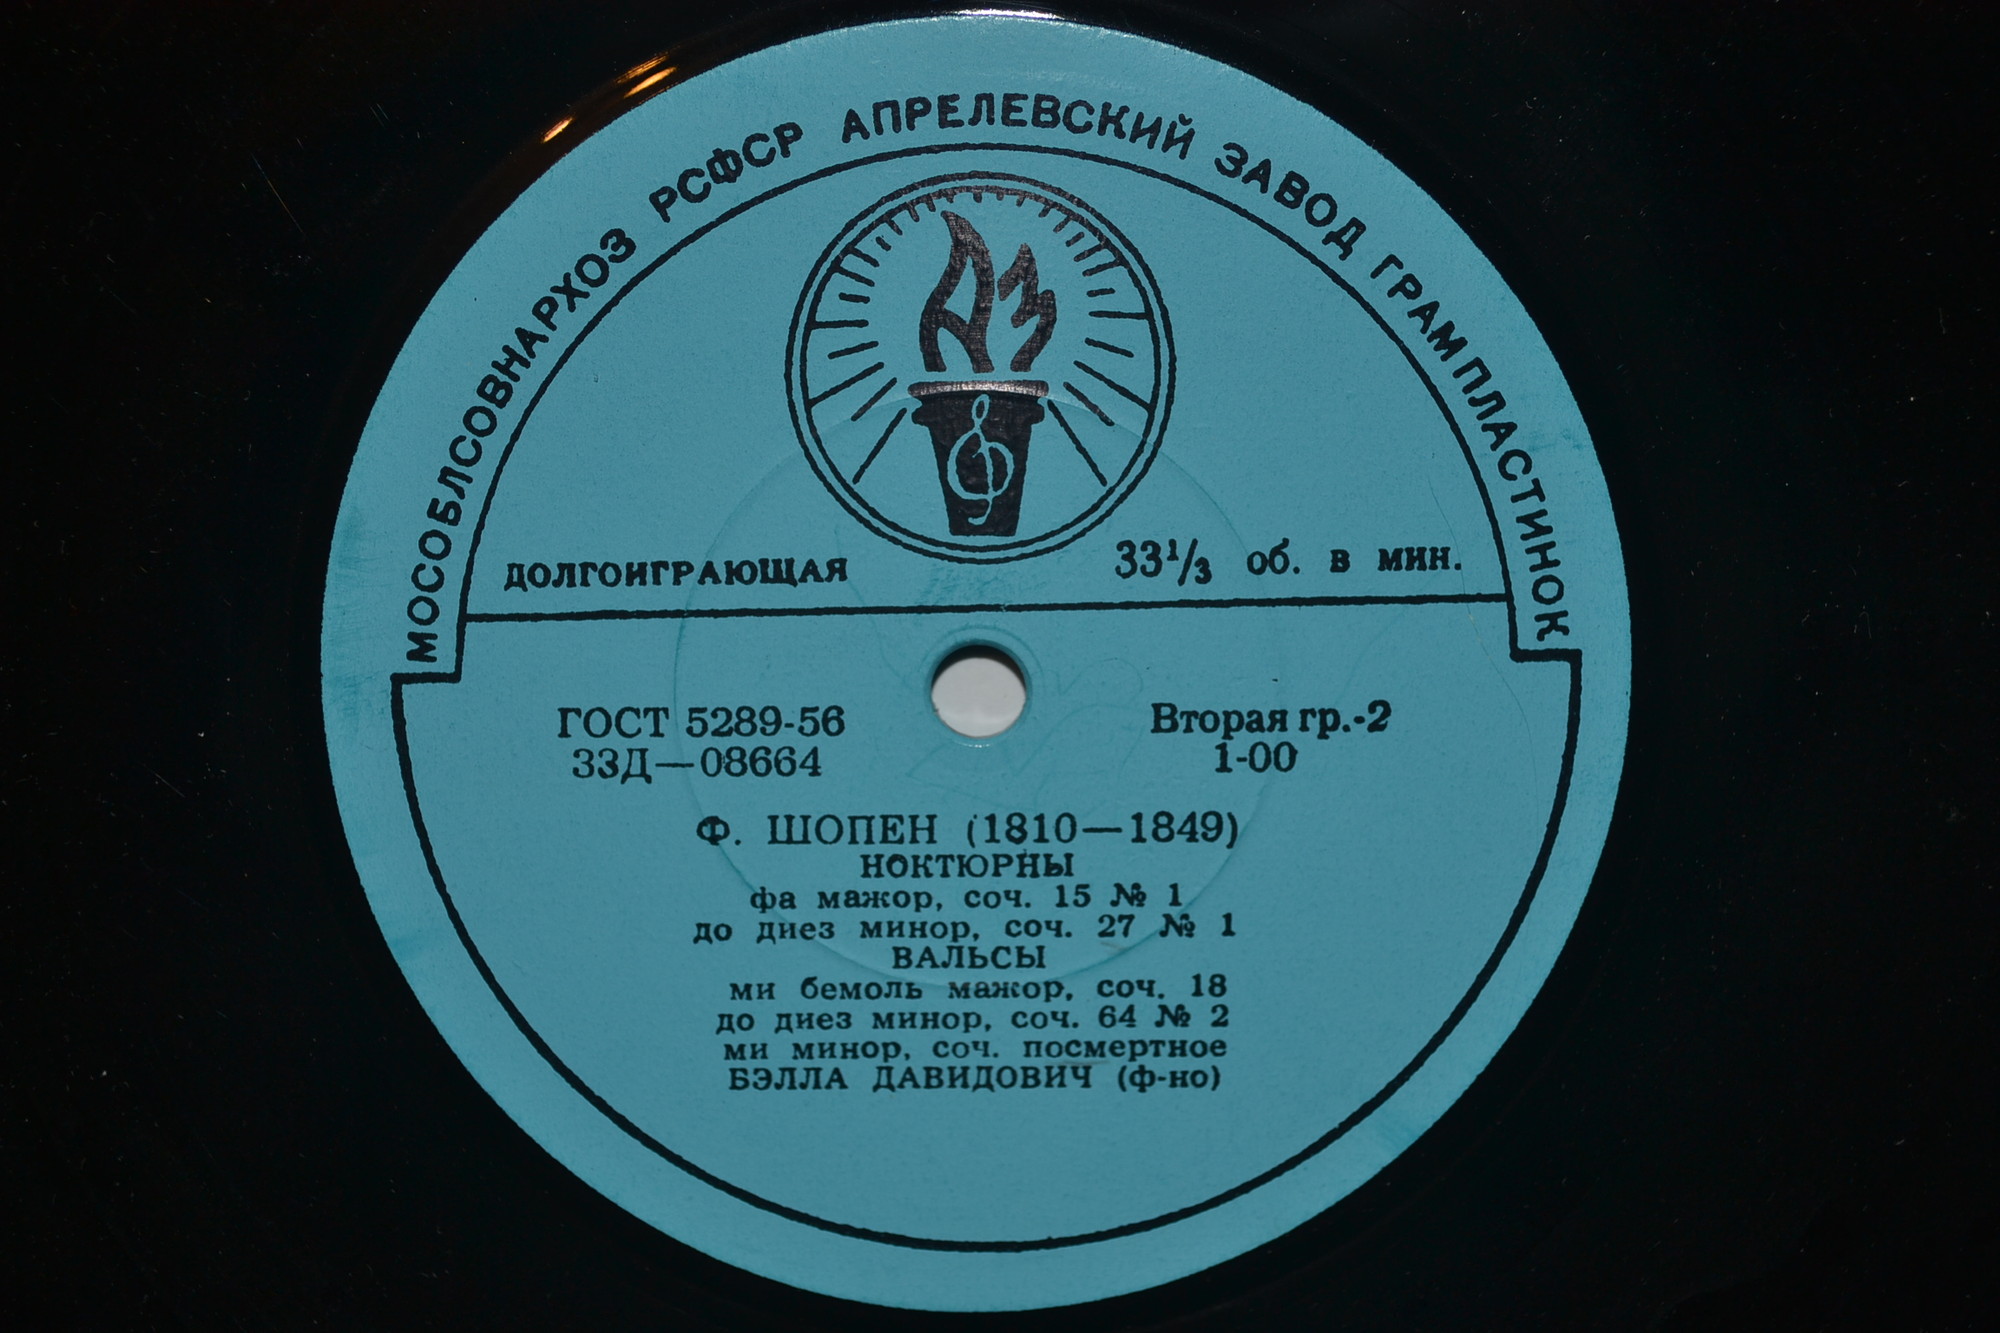 МОСОБЛСОВНАРХОЗ РСФСР АПРЕЛЕВСКИЙ ЗАВОД ГРАМПЛАСТИНОК
АЗ
ДОЛГОИГРАЮЩАЯ 33⅓ об. в мин.
ГОСТ 5289-56 Вторая гр.-2
33Д—08664 1-00
Ф. ШОПЕН (1810—1849)
НОКТЮРНЫ
фа мажор, соч. 15 № 1
до диез минор, соч. 27 № 1
ВАЛЬСЫ
ми бемоль мажор, соч. 18
до диез минор, соч. 64 № 2
ми минор, соч. посмертное
БЭЛЛА ДАВИДОВИЧ (ф-но)